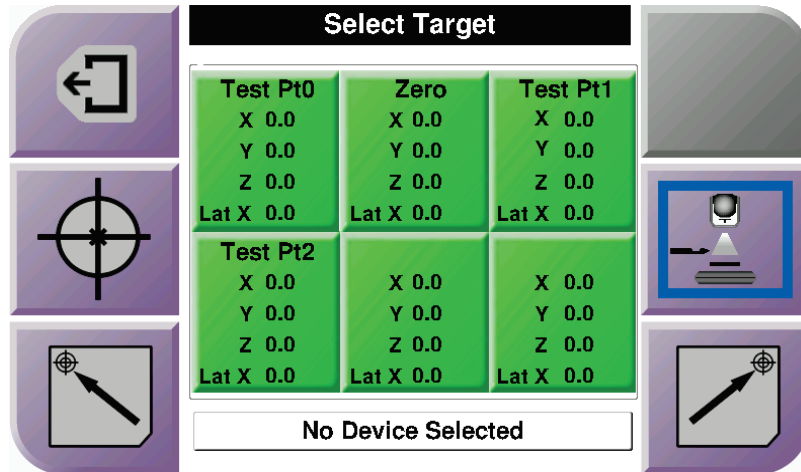 Select Target
Test Pt0 Zero Test Pt1
X 0.0 X 0.0 X 0.0
Y 0.0 Y 0.0 Y 0.0
Z 0.0 Z 0.0 Z 0.0
Lat X 0.0 Lat X 0.0 Lat X 0.0
Test Pt2
X 0.0 X 0.0 X 0.0
Y 0.0 Y 0.0 Y 0.0
Z 0.0 Z 0.0 Z 0.0
Lat X 0.0 Lat X 0.0 Lat X 0.0
No Device Selected